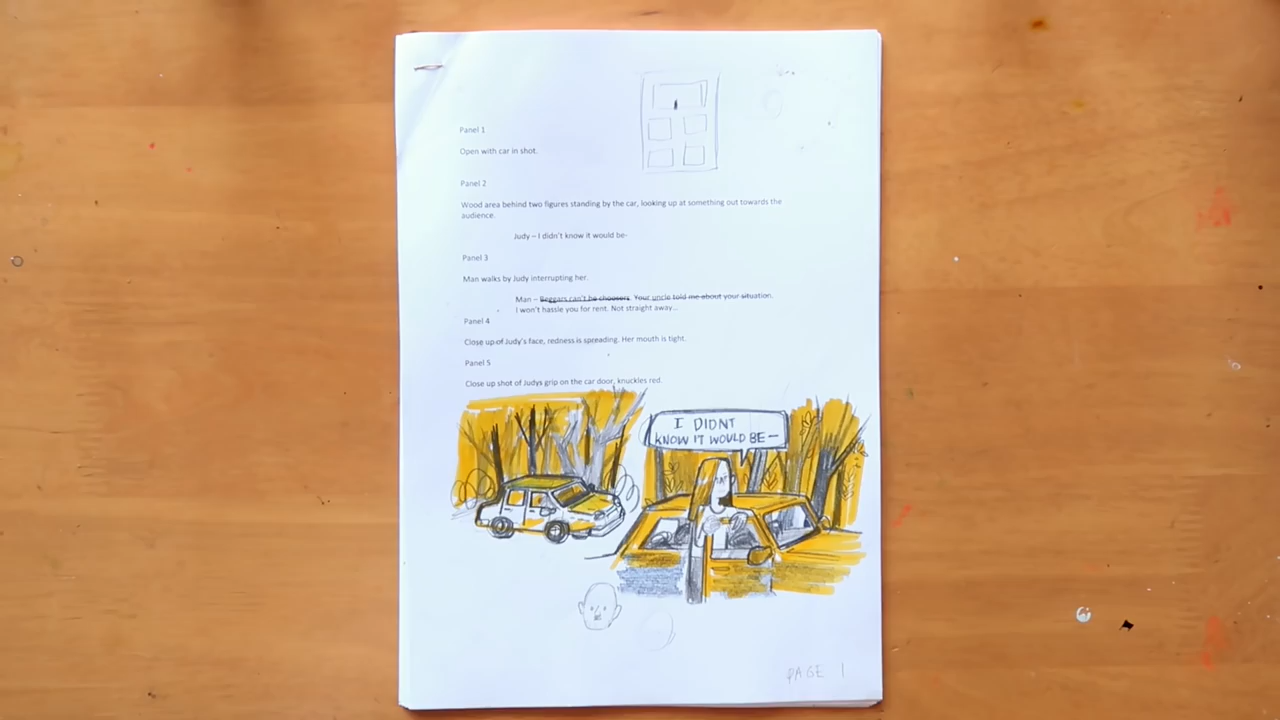 Panel 1
Open with car in shot.
Panel 2
Wood area behind two figures standing by the car, looking up at something out towards the
audience.
Judy – I didn't know it would be-
Panel 3
Man walks by Judy interrupting her.
Man – Beggars can't be choosers. Your uncle told me about your situation.
I won't hassle you for rent. Not straight away…
Panel 4
Close up of Judy's face, redness is spreading. Her mouth is tight.
Panel 5
Close up shot of Judys grip on the car door, knuckles red.
I DIDNT
KNOW IT WOULD BE—
PAGE 1